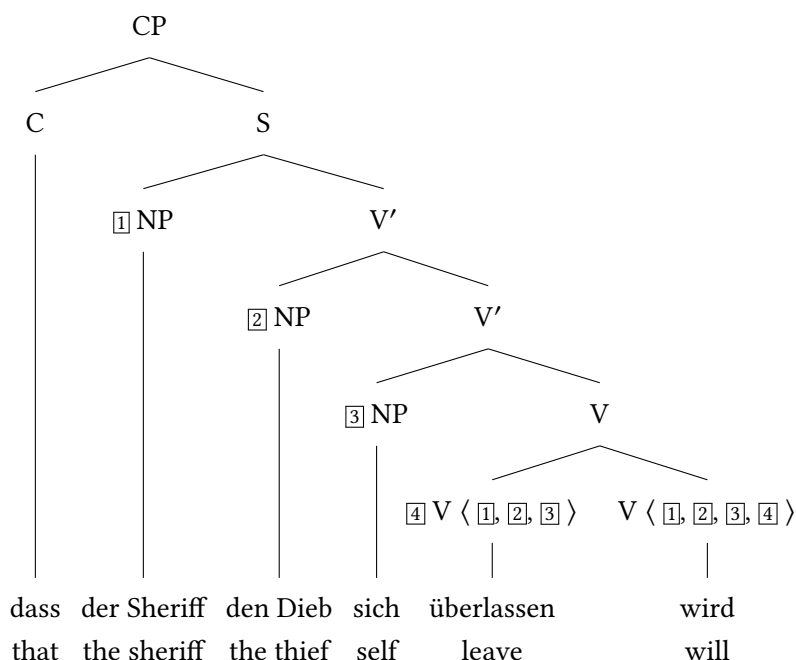 CP
C S
1 NP V′
2 NP V′
3 NP V
4 V ⟨ 1, 2, 3 ⟩ V ⟨ 1, 2, 3, 4 ⟩
dass der Sheriff den Dieb sich überlassen wird
that the sheriff the thief self leave will